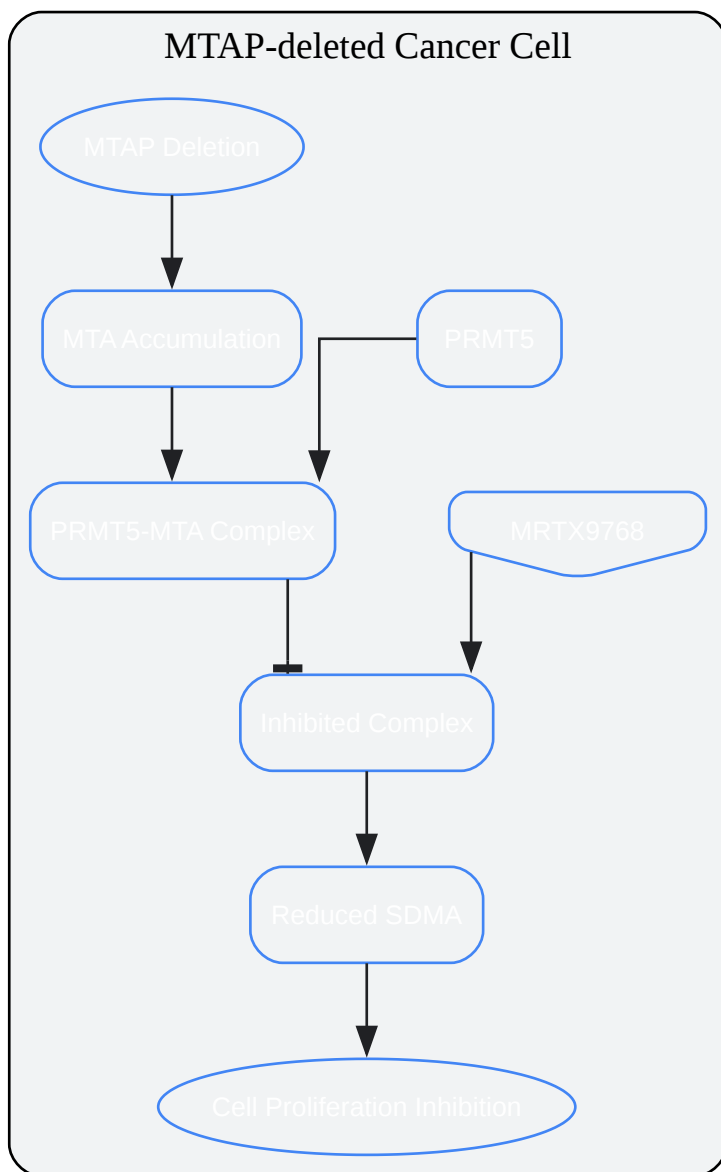 MTAP-deleted Cancer Cell
MTAP Deletion
MTA Accumulation
PRMT5
PRMT5-MTA Complex
MRTX9768
Inhibited Complex
Reduced SDMA
Cell Proliferation Inhibition